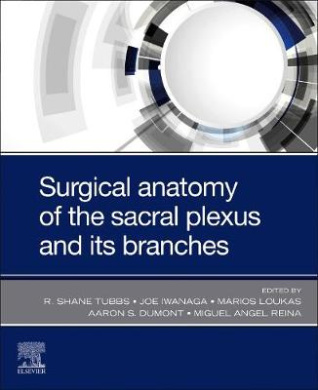 Surgical anatomy
of the sacral plexus
and its branches
EDITED BY
R. SHANE TUBBS • JOE IWANAGA • MARIOS LOUKAS
AARON S. DUMONT • MIGUEL ANGEL REINA
ELSEVIER